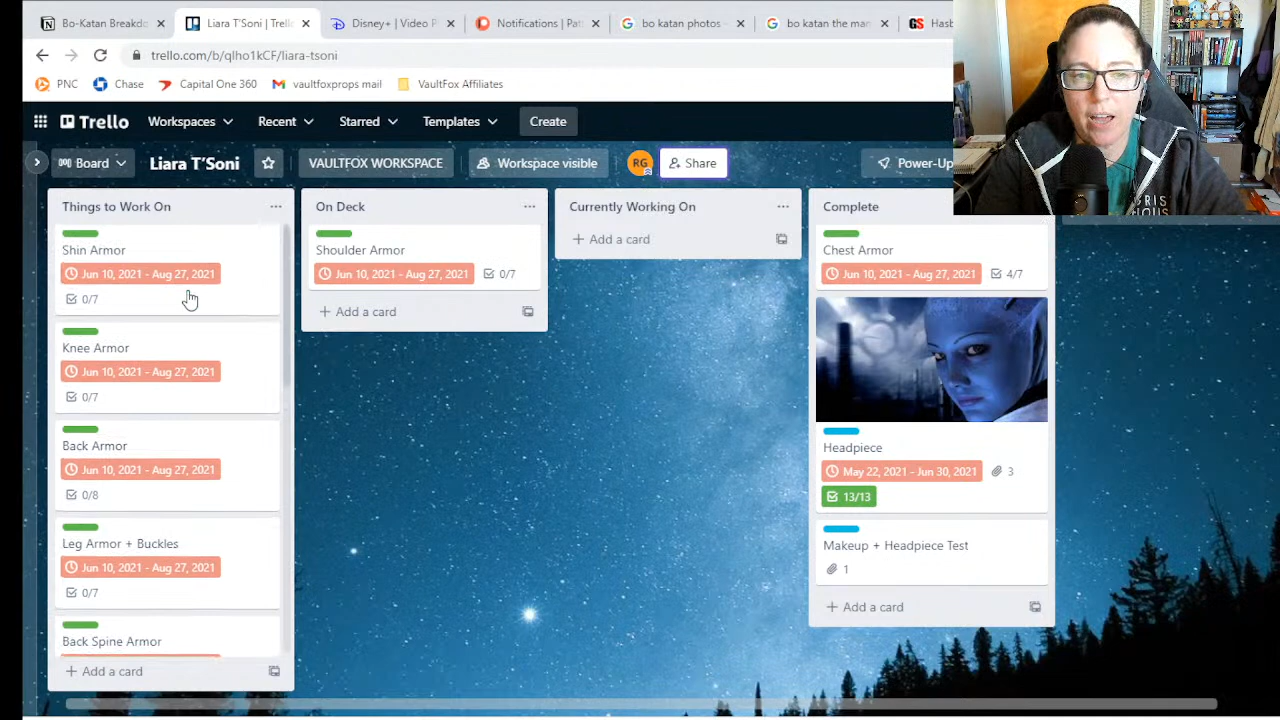 Bo-Katan Breakdo
Liara T'Soni | Trell
Disney+ | Video P
Notifications | Pat
bo katan photos -
bo katan the man
Hasb
trello.com/b/qlho1kCF/liara-tsoni
PNC
Chase
Capital One 360
vaultfoxprops mail
VaultFox Affiliates
Trello
Workspaces
Recent
Starred
Templates
Create
Board
Liara T'Soni
VAULTFOX WORKSPACE
Workspace visible
RG
Share
Power-Up
Things to Work On
Shin Armor
Jun 10, 2021 - Aug 27, 2021
0/7
Knee Armor
Jun 10, 2021 - Aug 27, 2021
0/7
Back Armor
Jun 10, 2021 - Aug 27, 2021
0/8
Leg Armor + Buckles
Jun 10, 2021 - Aug 27, 2021
0/7
Back Spine Armor
+ Add a card
On Deck
Shoulder Armor
Jun 10, 2021 - Aug 27, 2021
0/7
+ Add a card
Currently Working On
+ Add a card
Complete
Chest Armor
Jun 10, 2021 - Aug 27, 2021
4/7
Headpiece
May 22, 2021 - Jun 30, 2021
3
13/13
Makeup + Headpiece Test
1
+ Add a card